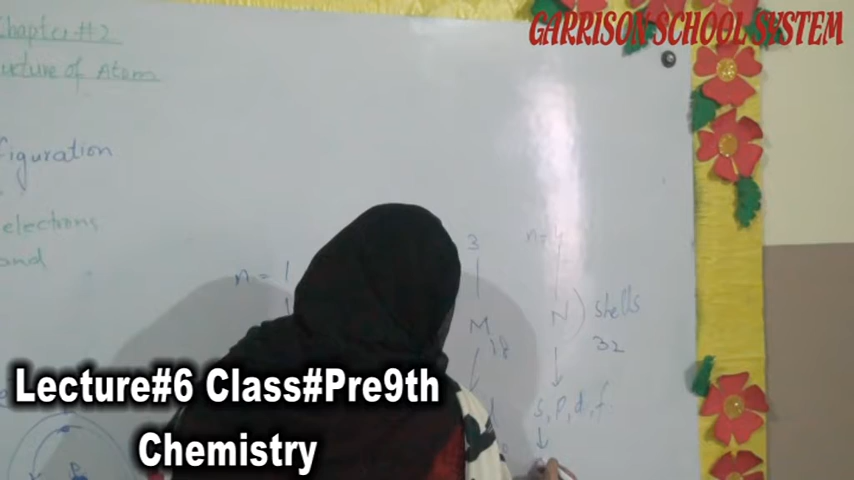 GARRISON SCHOOL SYSTEM
Chapter #2
ucture of Atom
figuration
electrons
and
n = 1
3
n=4
M
18
N
shells
32
s, p, d, f
Lecture#6 Class#Pre9th
Chemistry